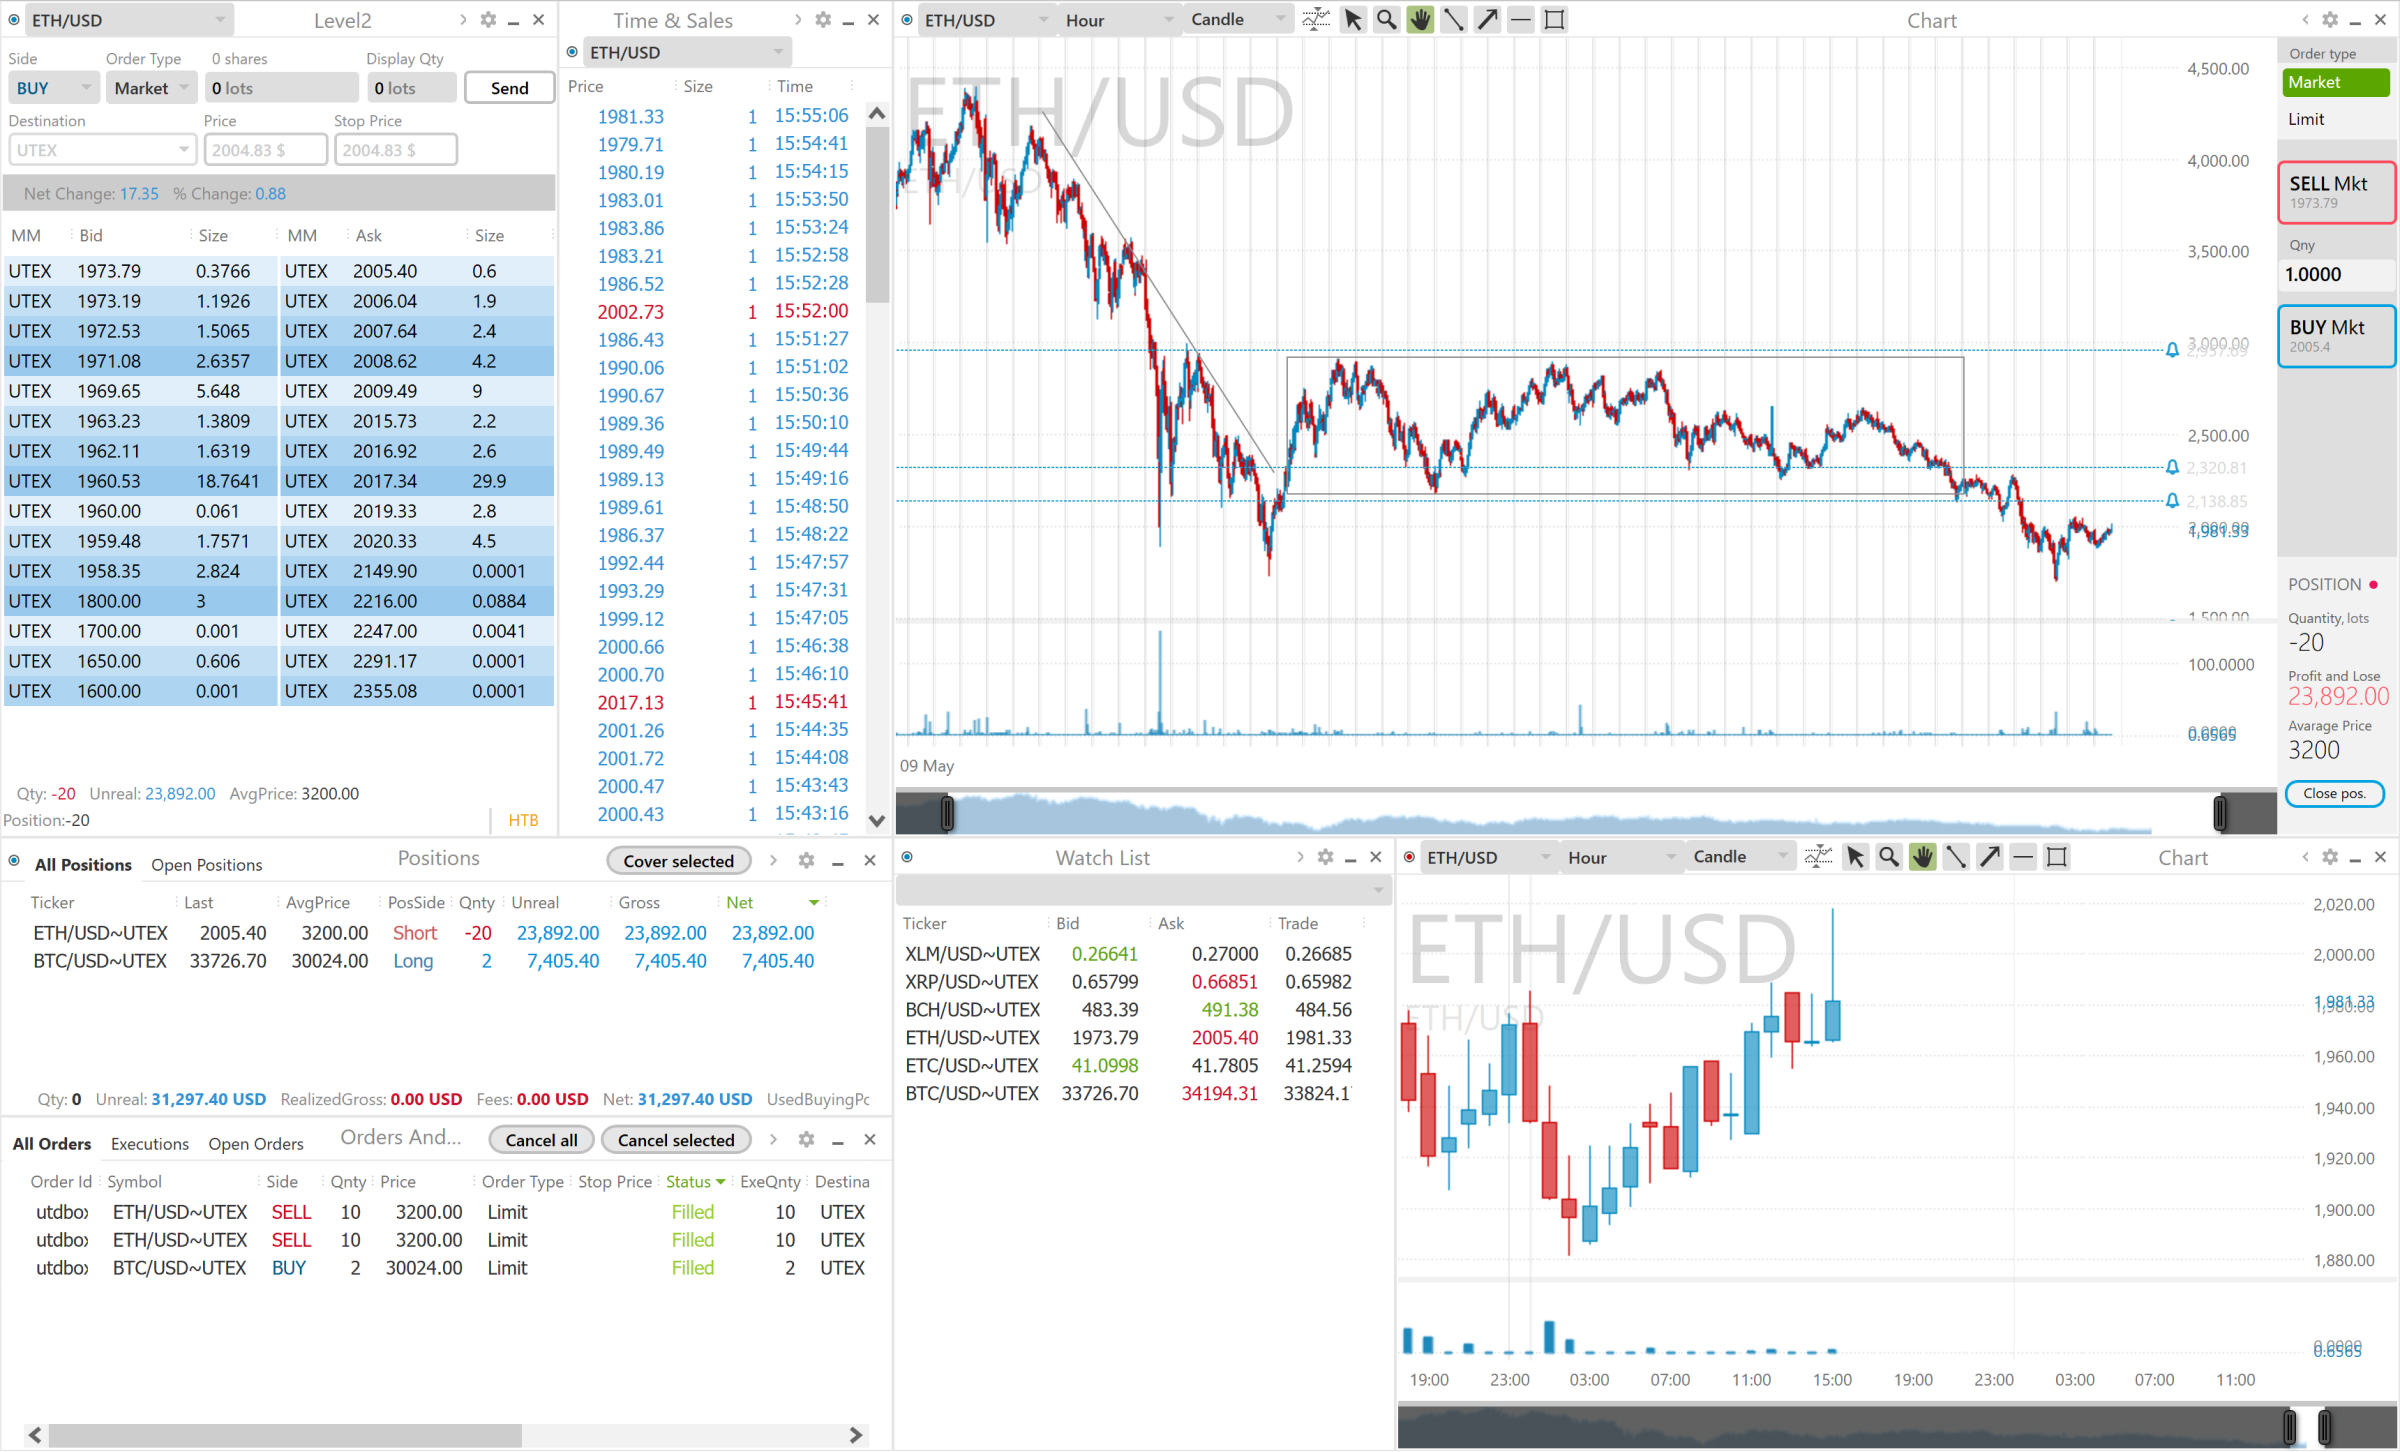 ETH/USD Level2
Side Order Type 0 shares Display Qty
BUY Market 0 lots 0 lots Send
Destination Price Stop Price
UTEX 2004.83 $ 2004.83 $
Net Change: 17.35 % Change: 0.88
MM Bid Size MM Ask Size
UTEX 1973.79 0.3766 UTEX 2005.40 0.6
UTEX 1973.19 1.1926 UTEX 2006.04 1.9
UTEX 1972.53 1.5065 UTEX 2007.64 2.4
UTEX 1971.08 2.6357 UTEX 2008.62 4.2
UTEX 1969.65 5.648 UTEX 2009.49 9
UTEX 1963.23 1.3809 UTEX 2015.73 2.2
UTEX 1962.11 1.6319 UTEX 2016.92 2.6
UTEX 1960.53 18.7641 UTEX 2017.34 29.9
UTEX 1960.00 0.061 UTEX 2019.33 2.8
UTEX 1959.48 1.7571 UTEX 2020.33 4.5
UTEX 1958.35 2.824 UTEX 2149.90 0.0001
UTEX 1800.00 3 UTEX 2216.00 0.0884
UTEX 1700.00 0.001 UTEX 2247.00 0.0041
UTEX 1650.00 0.606 UTEX 2291.17 0.0001
UTEX 1600.00 0.001 UTEX 2355.08 0.0001
Qty: -20 Unreal: 23,892.00 AvgPrice: 3200.00
Position:-20 HTB
Time & Sales
ETH/USD
Price Size Time
1981.33 1 15:55:06
1979.71 1 15:54:41
1980.19 1 15:54:15
1983.01 1 15:53:50
1983.86 1 15:53:24
1983.21 1 15:52:58
1986.52 1 15:52:28
2002.73 1 15:52:00
1986.43 1 15:51:27
1990.06 1 15:51:02
1990.67 1 15:50:36
1989.36 1 15:50:10
1989.49 1 15:49:44
1989.13 1 15:49:16
1989.61 1 15:48:50
1986.37 1 15:48:22
1992.44 1 15:47:57
1993.29 1 15:47:31
1999.12 1 15:47:05
2000.66 1 15:46:38
2000.70 1 15:46:10
2017.13 1 15:45:41
2001.26 1 15:44:35
2001.72 1 15:44:08
2000.47 1 15:43:43
2000.43 1 15:43:16
ETH/USD Hour Candle Chart
ETH/USD
ETH/USD
4,500.00
4,000.00
3,500.00
3,000.00
2,957.89
2,500.00
2,320.81
2,138.85
2,000.00
1,981.33
1,500.00
100.0000
0.0000
0.6565
09 May
Order type
Market
Limit
SELL Mkt
1973.79
Qny
1.0000
BUY Mkt
2005.4
POSITION
Quantity, lots
-20
Profit and Lose
23,892.00
Avarage Price
3200
Close pos.
All Positions Open Positions Positions Cover selected
Ticker Last AvgPrice PosSide Qnty Unreal Gross Net
ETH/USD~UTEX 2005.40 3200.00 Short -20 23,892.00 23,892.00 23,892.00
BTC/USD~UTEX 33726.70 30024.00 Long 2 7,405.40 7,405.40 7,405.40
Qty: 0 Unreal: 31,297.40 USD RealizedGross: 0.00 USD Fees: 0.00 USD Net: 31,297.40 USD UsedBuyingPc
All Orders Executions Open Orders Orders And... Cancel all Cancel selected
Order Id Symbol Side Qnty Price Order Type Stop Price Status ExeQnty Destina
utdbox ETH/USD~UTEX SELL 10 3200.00 Limit Filled 10 UTEX
utdbox ETH/USD~UTEX SELL 10 3200.00 Limit Filled 10 UTEX
utdbox BTC/USD~UTEX BUY 2 30024.00 Limit Filled 2 UTEX
Watch List
Ticker Bid Ask Trade
XLM/USD~UTEX 0.26641 0.27000 0.26685
XRP/USD~UTEX 0.65799 0.66851 0.65982
BCH/USD~UTEX 483.39 491.38 484.56
ETH/USD~UTEX 1973.79 2005.40 1981.33
ETC/USD~UTEX 41.0998 41.7805 41.2594
BTC/USD~UTEX 33726.70 34194.31 33824.1
ETH/USD Hour Candle Chart
ETH/USD
ETH/USD
2,020.00
2,000.00
1,981.33
1,980.00
1,960.00
1,940.00
1,920.00
1,900.00
1,880.00
0.0000
0.6565
19:00 23:00 03:00 07:00 11:00 15:00 19:00 23:00 03:00 07:00 11:00